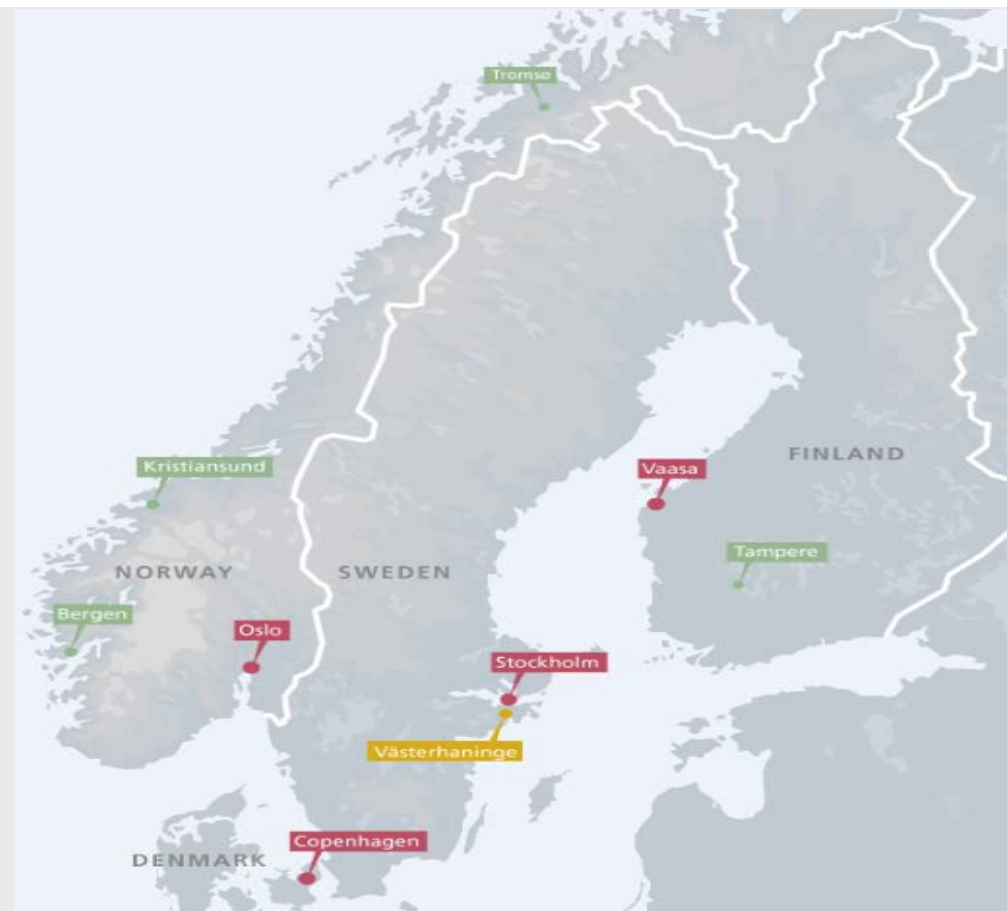 Tromsø
Kristiansund
Vaasa
FINLAND
Tampere
NORWAY
SWEDEN
Bergen
Oslo
Stockholm
Västerhaninge
Copenhagen
DENMARK